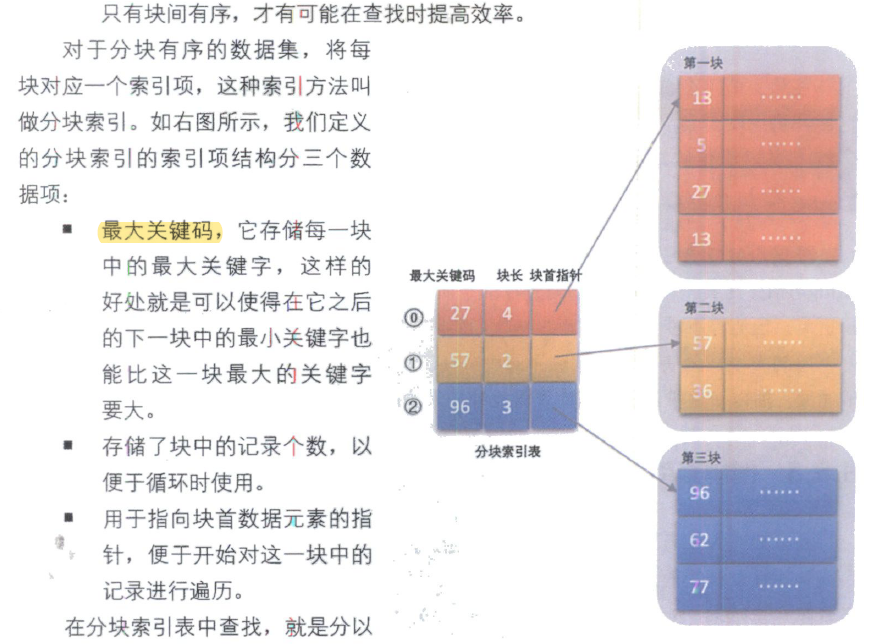 只有块间有序，才有可能在查找时提高效率。
对于分块有序的数据集，将每
块对应一个索引项，这种索引方法叫
做分块索引。如右图所示，我们定义
的分块索引的索引项结构分三个数
据项：
■ 最大关键码，它存储每一块
中的最大关键字，这样的
好处就是可以使得在它之后
的下一块中的最小关键字也
能比这一块最大的关键字
要大。
■ 存储了块中的记录个数，以
便于循环时使用。
■ 用于指向块首数据元素的指
针，便于开始对这一块中的
记录进行遍历。
在分块索引表中查找，就是分以
最大关键码 块长 块首指针
⓪ 27 4
① 57 2
② 96 3
分块索引表
第一块
13 ……
5 ……
27 ……
13 ……
第二块
57 ……
36 ……
第三块
96 ……
62 ……
77 ……